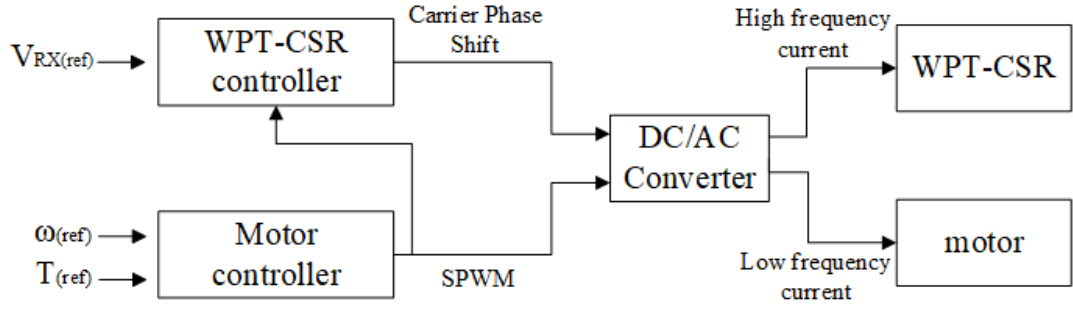 VRX(ref)
WPT-CSR
controller
Carrier Phase
Shift
ω(ref)
T(ref)
Motor
controller
SPWM
DC/AC
Converter
High frequency
current
WPT-CSR
Low frequency
current
motor